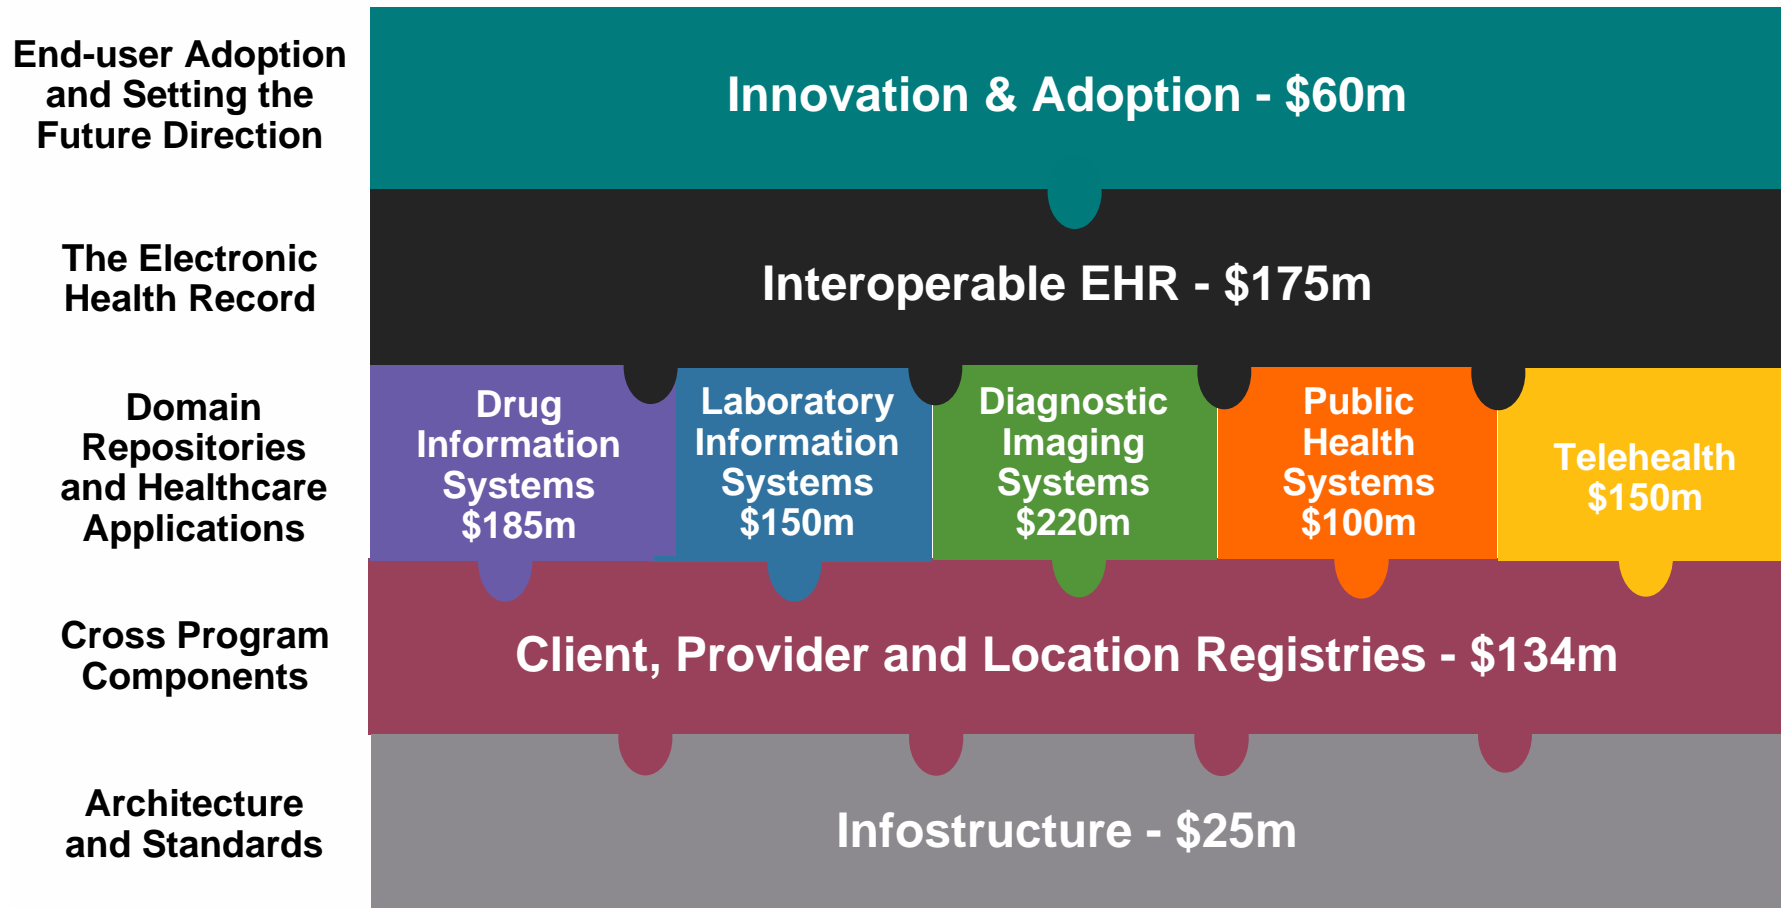 End-user Adoption
and Setting the
Future Direction
Innovation & Adoption - $60m
The Electronic
Health Record
Interoperable EHR - $175m
Domain
Repositories
and Healthcare
Applications
Drug
Information
Systems
$185m
Laboratory
Information
Systems
$150m
Diagnostic
Imaging
Systems
$220m
Public
Health
Systems
$100m
Telehealth
$150m
Cross Program
Components
Client, Provider and Location Registries - $134m
Architecture
and Standards
Infostructure - $25m